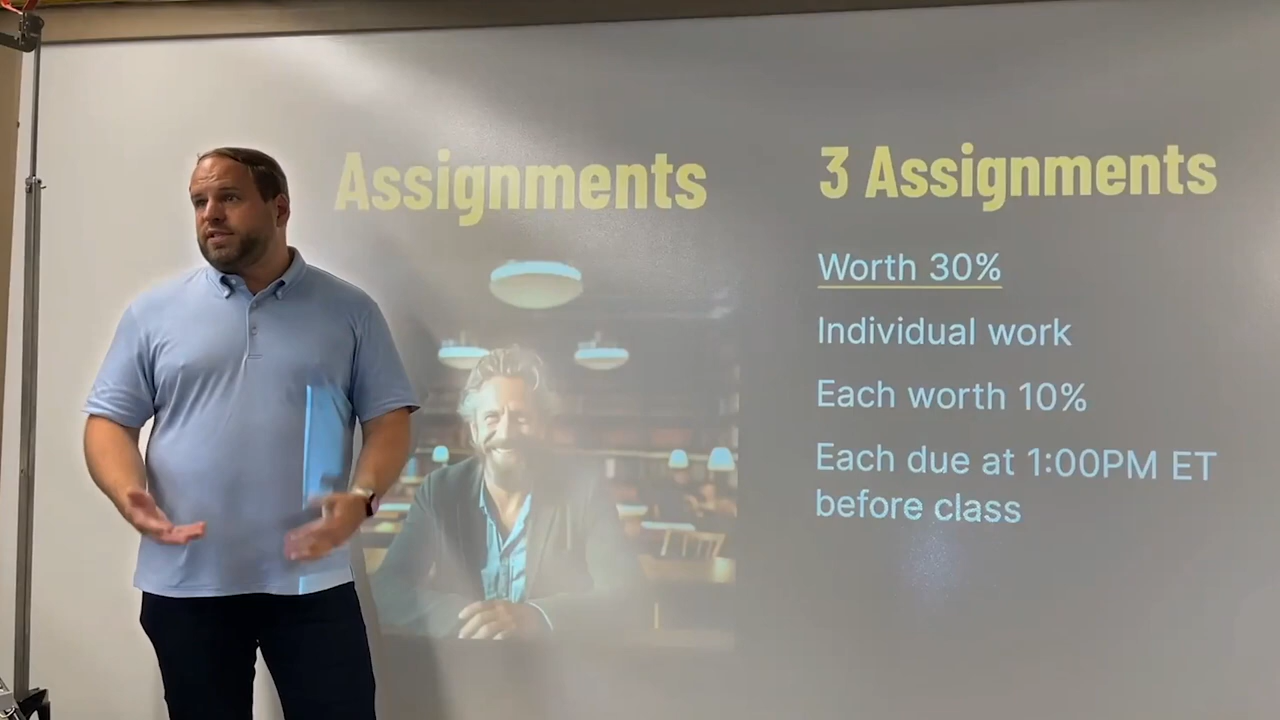 Assignments
3 Assignments
Worth 30%
Individual work
Each worth 10%
Each due at 1:00PM ET
before class